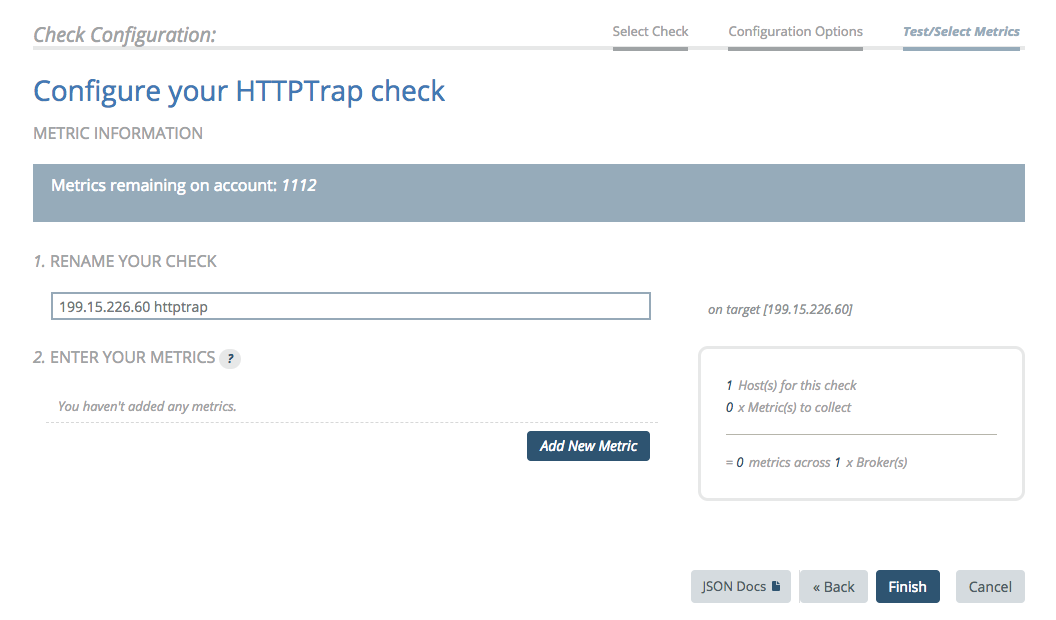 Check Configuration:
Select Check
Configuration Options
Test/Select Metrics
Configure your HTTPTrap check
METRIC INFORMATION
Metrics remaining on account: 1112
1. RENAME YOUR CHECK
199.15.226.60 httptrap
on target [199.15.226.60]
2. ENTER YOUR METRICS ?
You haven't added any metrics.
Add New Metric
1 Host(s) for this check
0 x Metric(s) to collect
= 0 metrics across 1 x Broker(s)
JSON Docs
« Back
Finish
Cancel